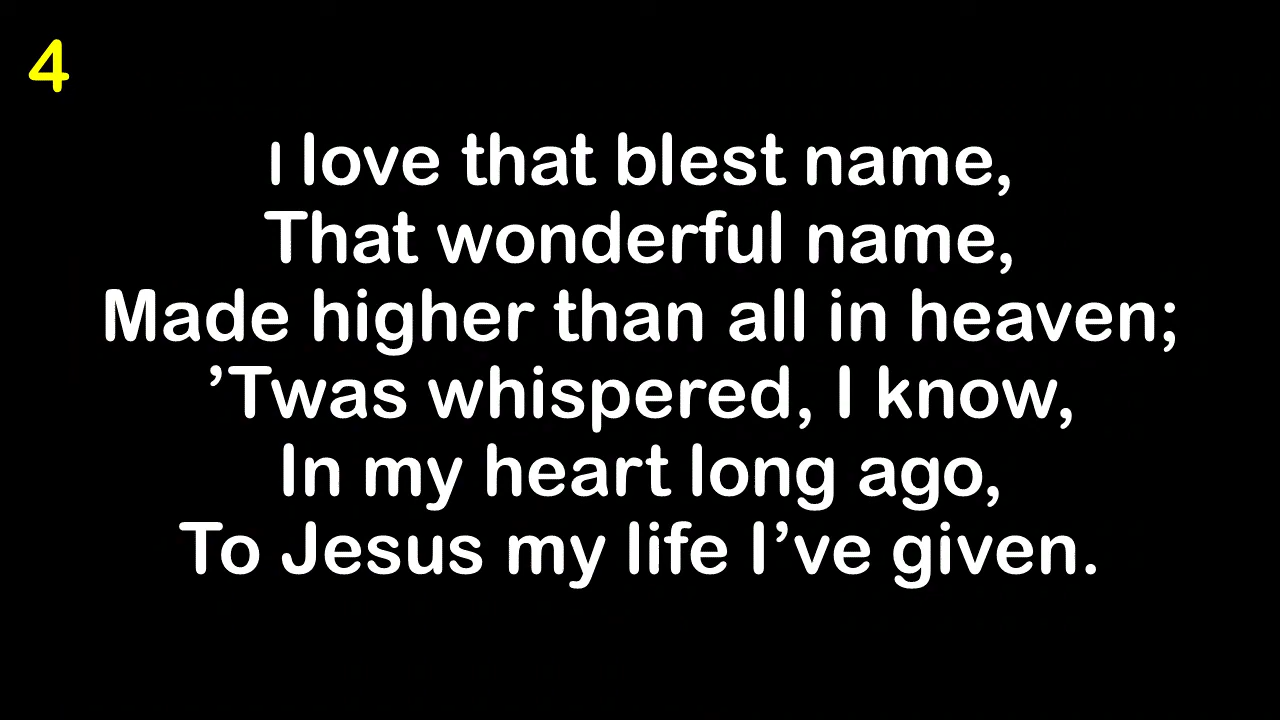 4
I love that blest name,
That wonderful name,
Made higher than all in heaven;
’Twas whispered, I know,
In my heart long ago,
To Jesus my life I’ve given.